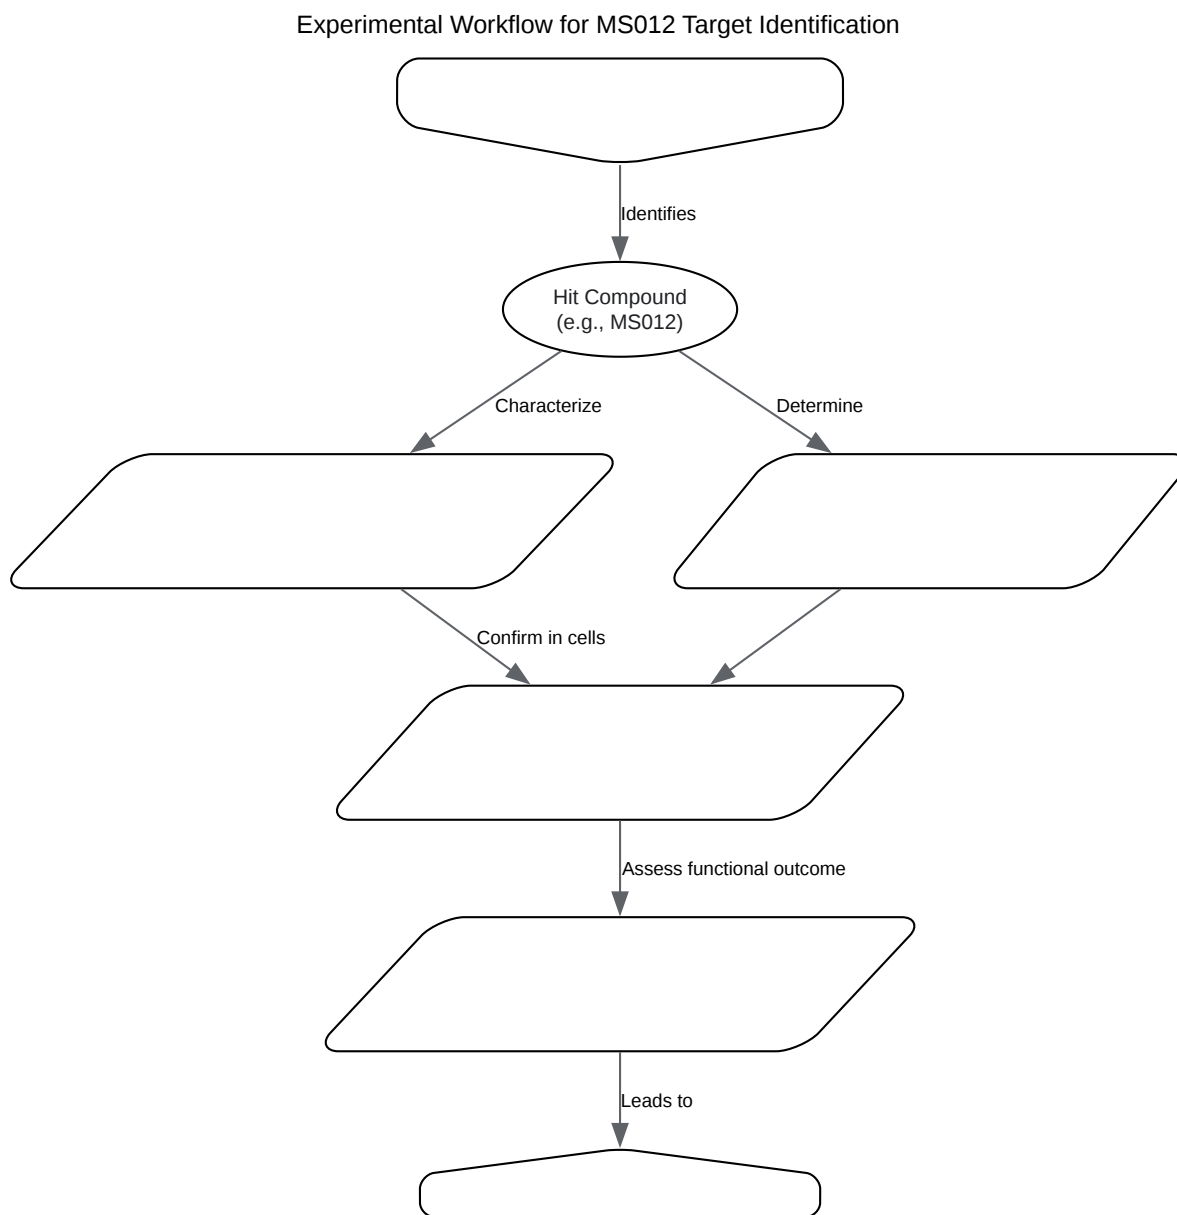 Experimental Workflow for MS012 Target Identification
Identifies
Hit Compound
(e.g., MS012)
Characterize
Determine
Confirm in cells
Assess functional outcome
Leads to